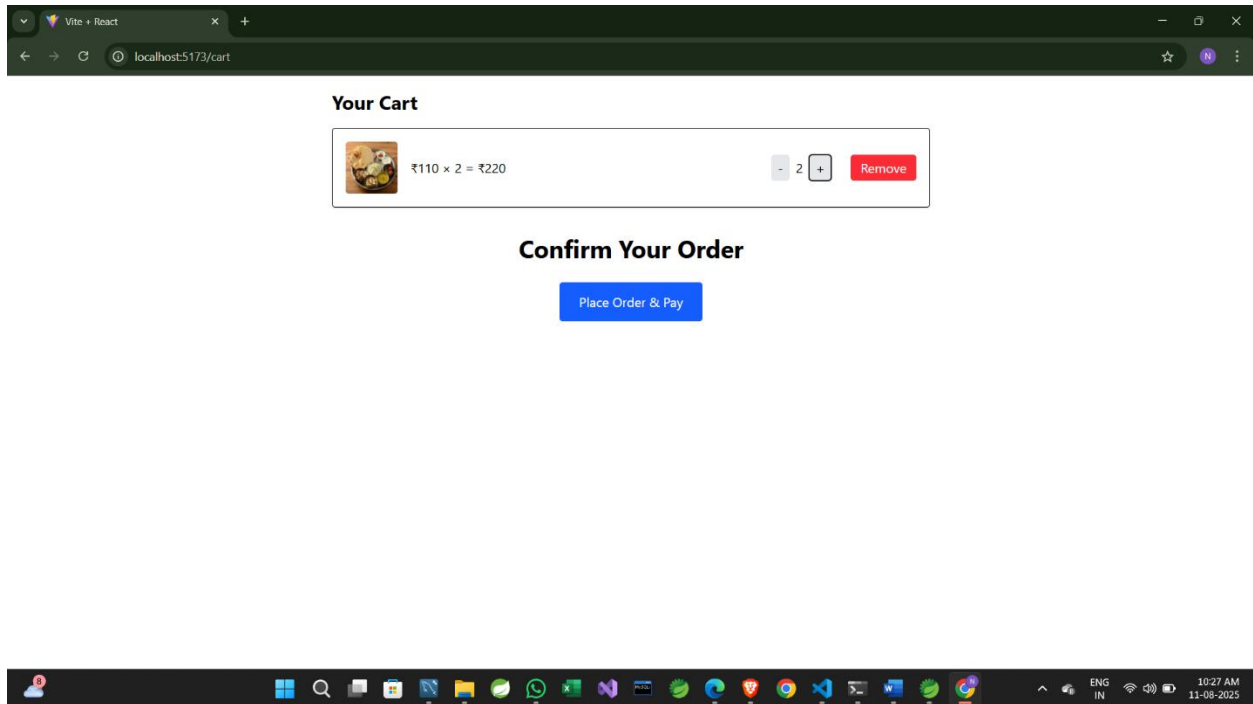 Vite + React
localhost:5173/cart
N
Your Cart
₹110 × 2 = ₹220
- 2 + Remove
Confirm Your Order
Place Order & Pay
8
ENG
IN
10:27 AM
11-08-2025